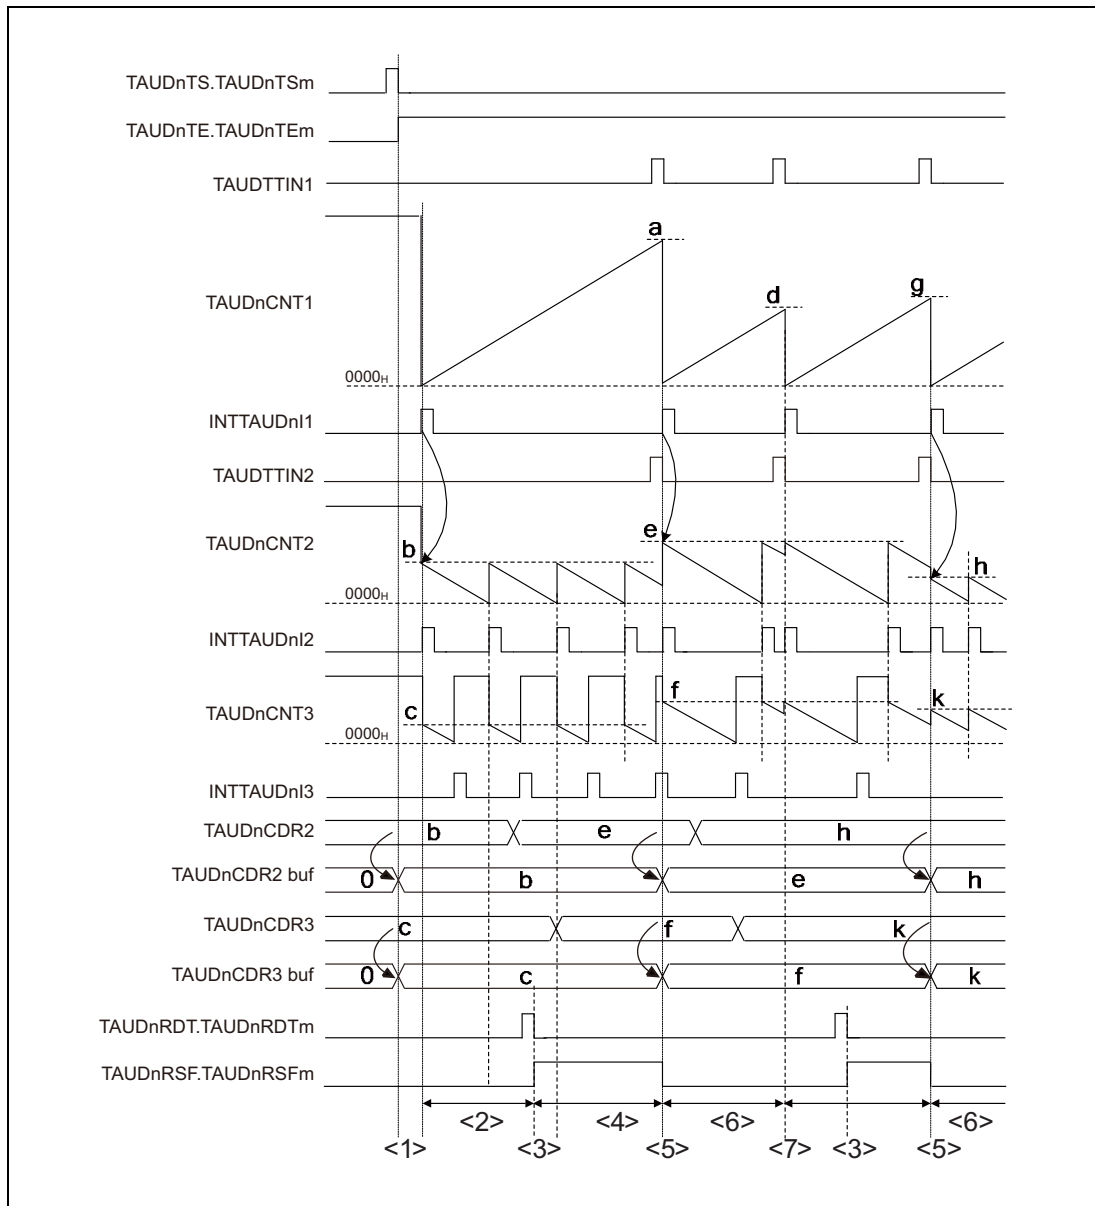 TAUDnTS.TAUDnTSm
TAUDnTE.TAUDnTEm
TAUDTTIN1
a
d
g
TAUDnCNT1
0000H
INTTAUDnI1
TAUDTTIN2
e
TAUDnCNT2
b
h
0000H
INTTAUDnI2
f
k
TAUDnCNT3
c
0000H
INTTAUDnI3
TAUDnCDR2
b e h
TAUDnCDR2 buf
0 b e h
TAUDnCDR3
c f k
TAUDnCDR3 buf
0 c f k
TAUDnRDT.TAUDnRDTm
TAUDnRSF.TAUDnRSFm
<2> <4> <6> <6>
<1> <3> <5> <7> <3> <5>